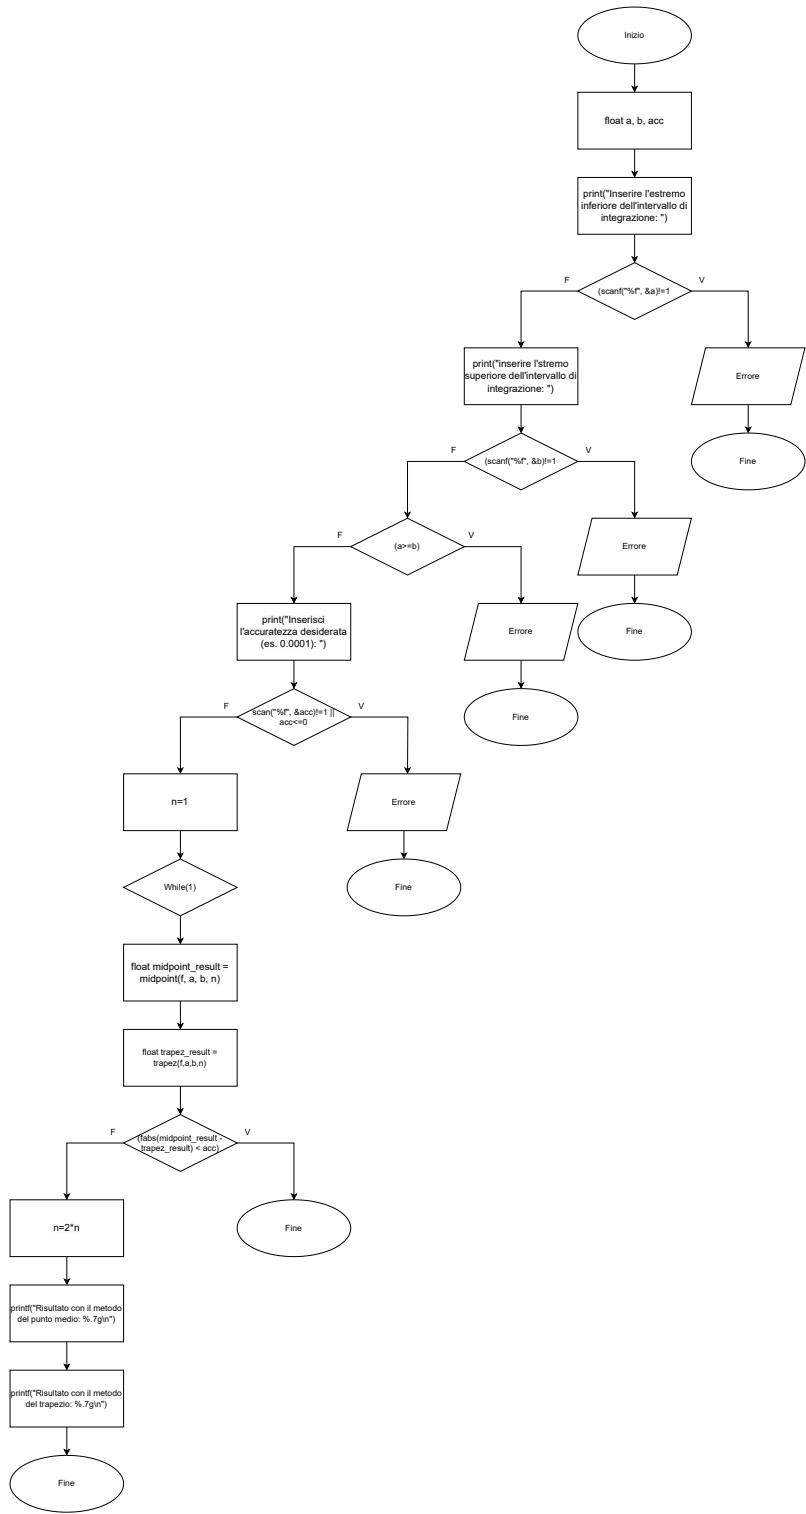 Inizio
float a, b, acc
print("Inserire l'estremo
inferiore dell'intervallo di
integrazione: ")
F
V
(scanf("%f", &a)!=1
print("inserire l'stremo
superiore dell'intervallo di
integrazione: ")
Errore
F
V
(scanf("%f", &b)!=1
Fine
F
V
(a>=b)
Errore
print("Inserisci
l'accuratezza desiderata
(es. 0.0001): ")
Errore
Fine
F
V
scan("%f", &acc)!=1 ||
acc<=0
Fine
n=1
Errore
While(1)
Fine
float midpoint_result =
midpoint(f, a, b, n)
float trapez_result =
trapez(f,a,b,n)
F
V
(fabs(midpoint_result -
trapez_result) < acc)
n=2*n
Fine
printf("Risultato con il metodo
del punto medio: %.7g\n")
printf("Risultato con il metodo
del trapezio: %.7g\n")
Fine